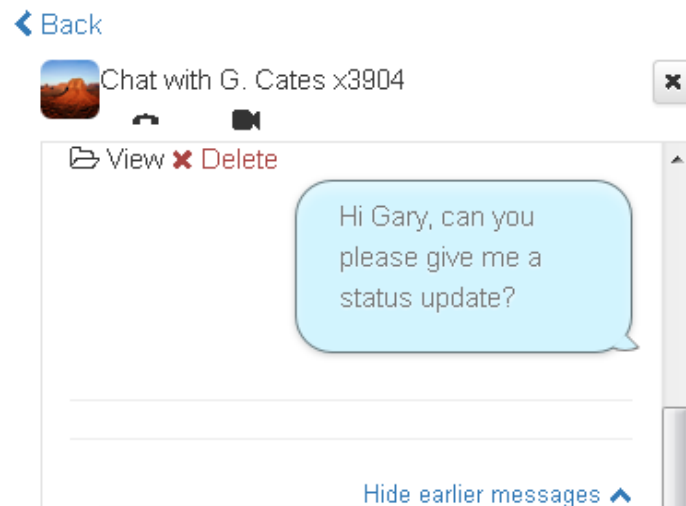 Back
Chat with G. Cates x3904
View Delete
Hi Gary, can you
please give me a
status update?
Hide earlier messages